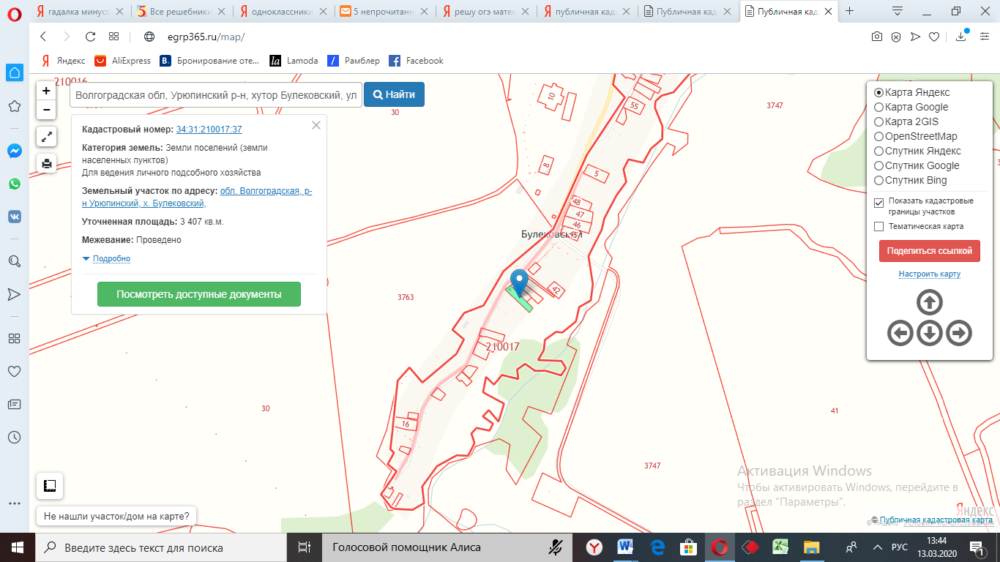 гадалка минусо
Все решебники
одноклассники
5 непрочитанн
решу огэ матем
публичная када
Публичная кад
Публичная кад
egrp365.ru/map/
Яндекс
AliExpress
Бронирование оте...
Lamoda
Рамблер
Facebook
210016
+
−
Волгоградская обл, Урюпинский р-н, хутор Булековский, ул
Найти
Кадастровый номер: 34:31:210017:37
Категория земель: Земли поселений (земли
населенных пунктов)
Для ведения личного подсобного хозяйства
Земельный участок по адресу: обл. Волгоградская, р-
н Урюпинский, х. Булековский,
Уточненная площадь: 3 407 кв.м.
Межевание: Проведено
Подробно
Посмотреть доступные документы
30
10
55
3747
8
5
48
47
46
45
Булековский
42
3763
210017
30
16
41
3747
Карта Яндекс
Карта Google
Карта 2GIS
OpenStreetMap
Спутник Яндекс
Спутник Google
Спутник Bing
Показать кадастровые
границы участков
Тематическая карта
Поделиться ссылкой
Настроить карту
Активация Windows
Чтобы активировать Windows, перейдите в
раздел "Параметры".
Яндекс
© Публичная кадастровая карта
© Яндекс Условия использования
Не нашли участок/дом на карте?
Введите здесь текст для поиска
Голосовой помощник Алиса
РУС
13:44
13.03.2020
1